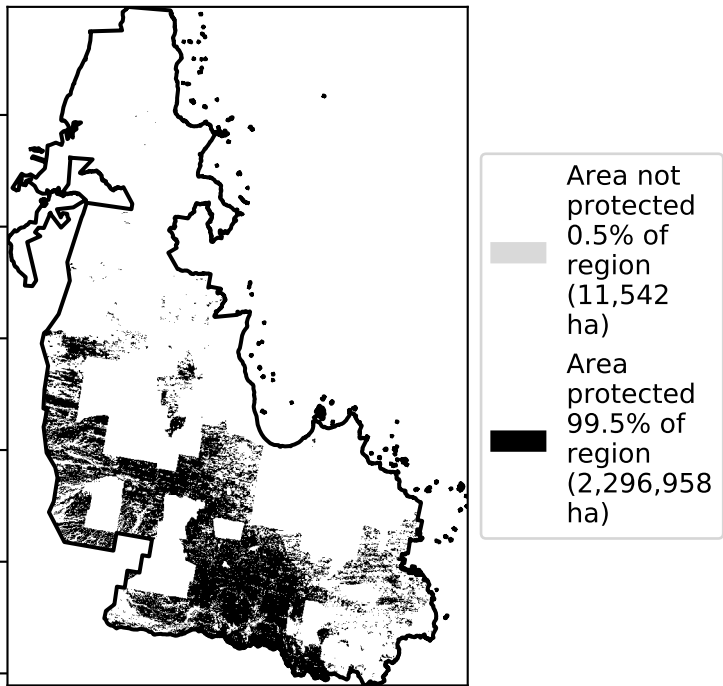 Area not
protected
0.5% of
region
(11,542
ha)
Area
protected
99.5% of
region
(2,296,958
ha)